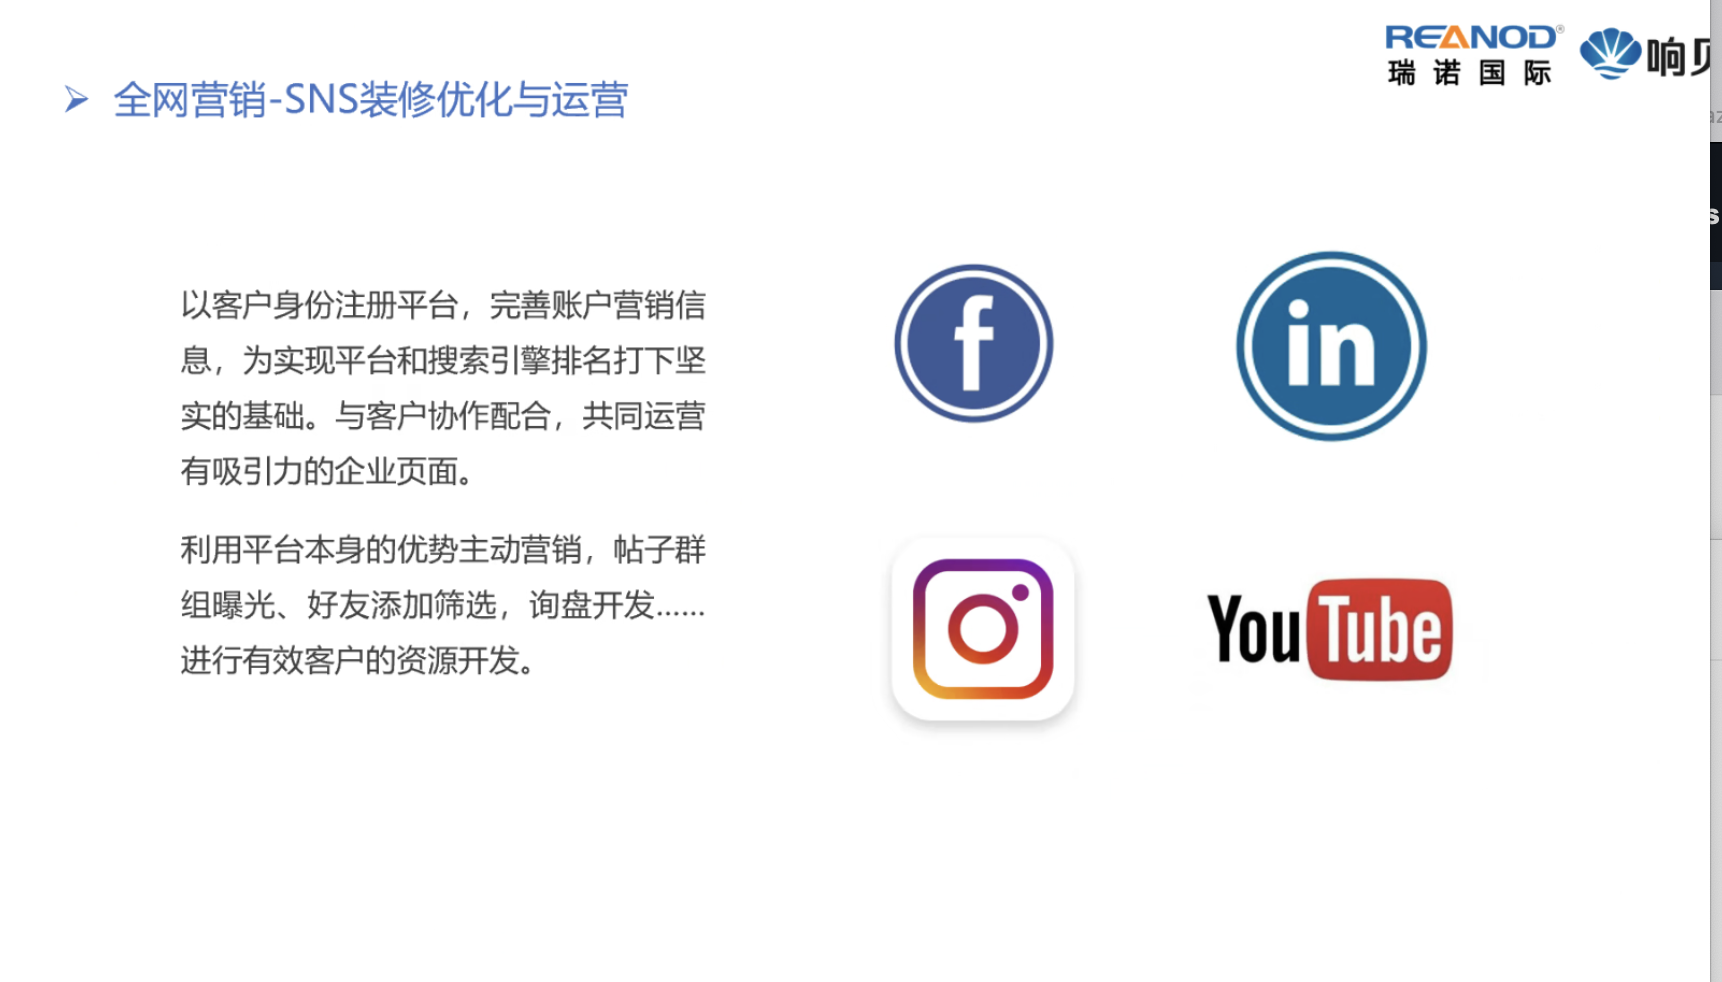 REANOD®
瑞诺国际
响贝
全网营销-SNS装修优化与运营
以客户身份注册平台，完善账户营销信
息，为实现平台和搜索引擎排名打下坚
实的基础。与客户协作配合，共同运营
有吸引力的企业页面。
利用平台本身的优势主动营销，帖子群
组曝光、好友添加筛选，询盘开发……
进行有效客户的资源开发。
f
in
YouTube